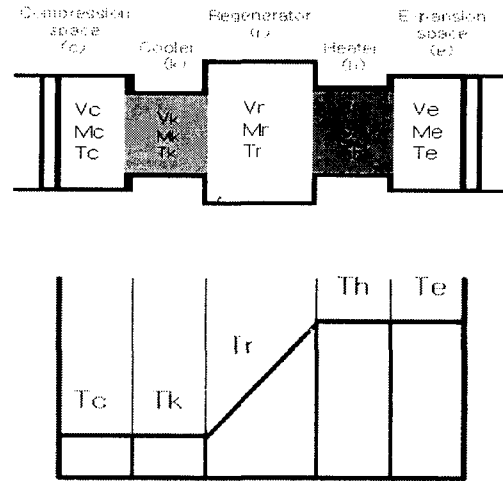 Compression
space
(c)
Cooler
(k)
Regenerator
(r)
Heater
(h)
Expansion
space
(e)
Vc
Mc
Tc
Vk
Mk
Tk
Vr
Mr
Tr
Ve
Me
Te
Tc
Tk
Tr
Th
Te